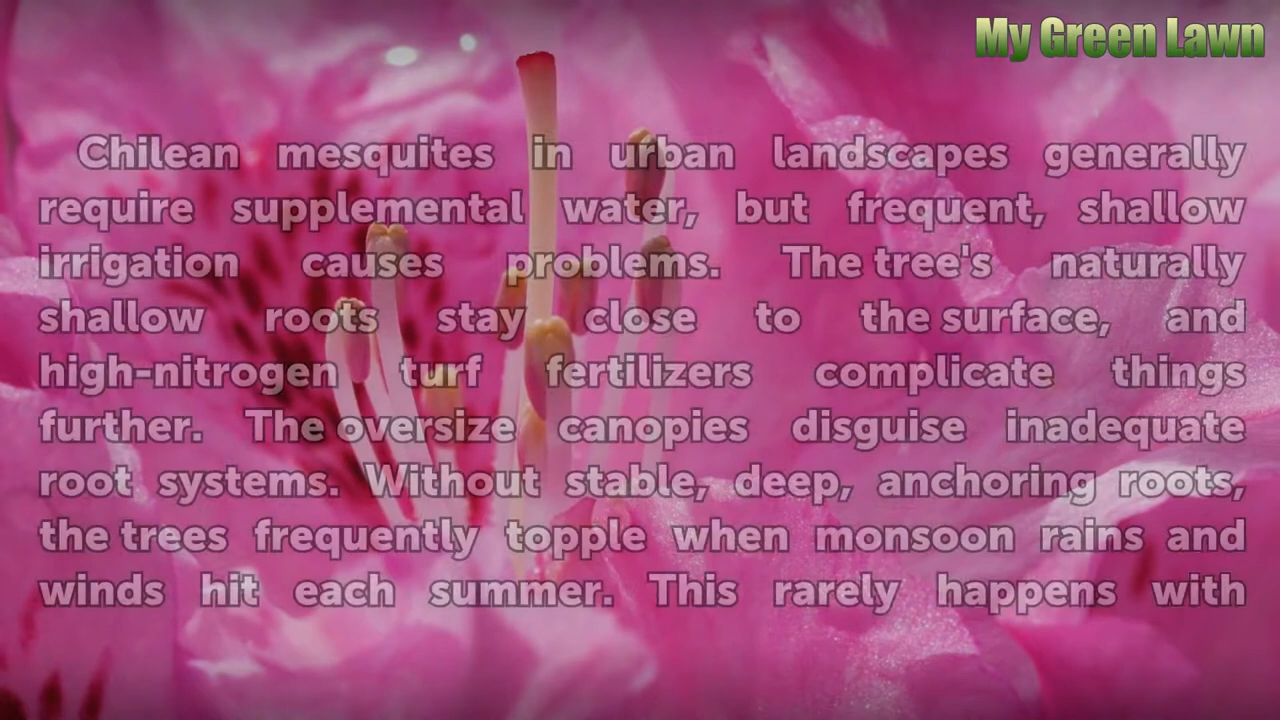 My Green Lawn
Chilean mesquites in urban landscapes generally
require supplemental water, but frequent, shallow
irrigation causes problems. The tree's naturally
shallow roots stay close to the surface, and
high-nitrogen turf fertilizers complicate things
further. The oversize canopies disguise inadequate
root systems. Without stable, deep, anchoring roots,
the trees frequently topple when monsoon rains and
winds hit each summer. This rarely happens with